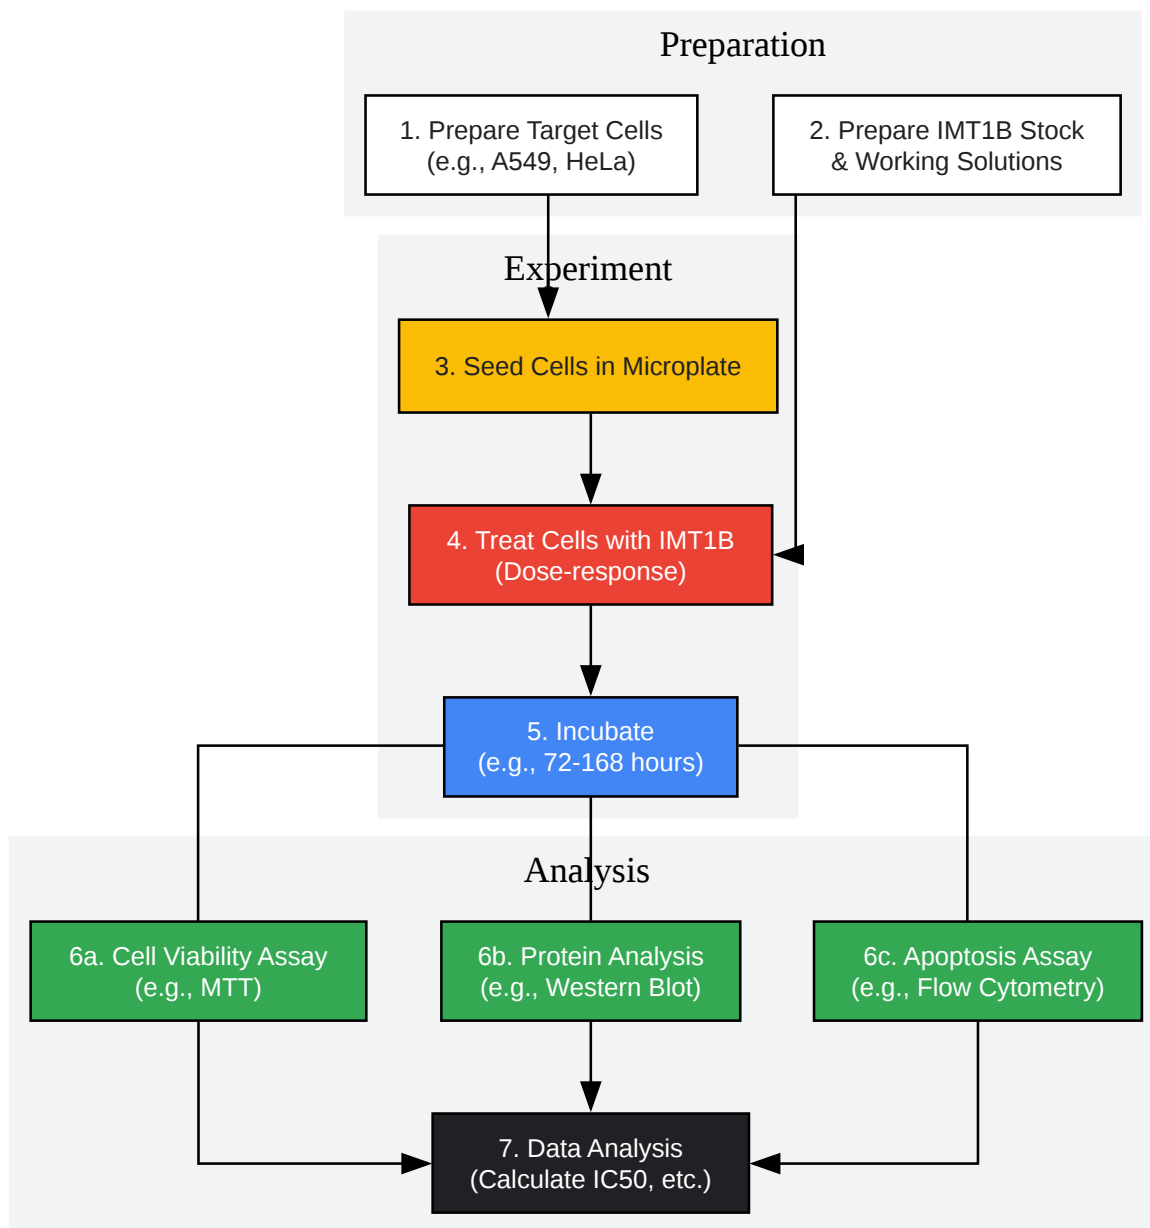 Preparation
1. Prepare Target Cells
(e.g., A549, HeLa)
2. Prepare IMT1B Stock
& Working Solutions
Experiment
3. Seed Cells in Microplate
4. Treat Cells with IMT1B
(Dose-response)
5. Incubate
(e.g., 72-168 hours)
Analysis
6a. Cell Viability Assay
(e.g., MTT)
6b. Protein Analysis
(e.g., Western Blot)
6c. Apoptosis Assay
(e.g., Flow Cytometry)
7. Data Analysis
(Calculate IC50, etc.)